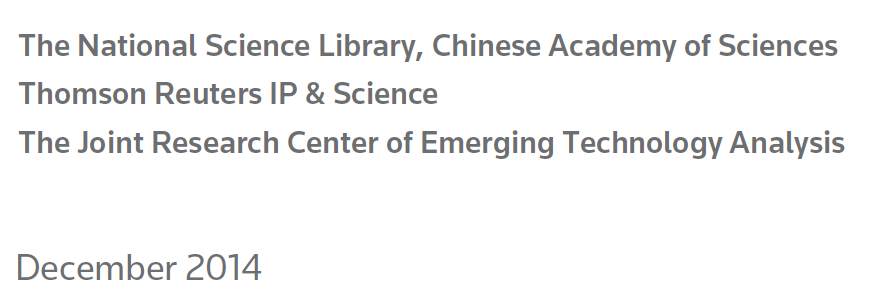 The National Science Library, Chinese Academy of Sciences
Thomson Reuters IP & Science
The Joint Research Center of Emerging Technology Analysis
December 2014